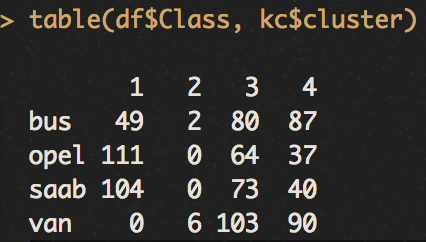 > table(df$Class, kc$cluster)
1 2 3 4
bus 49 2 80 87
opel 111 0 64 37
saab 104 0 73 40
van 0 6 103 90